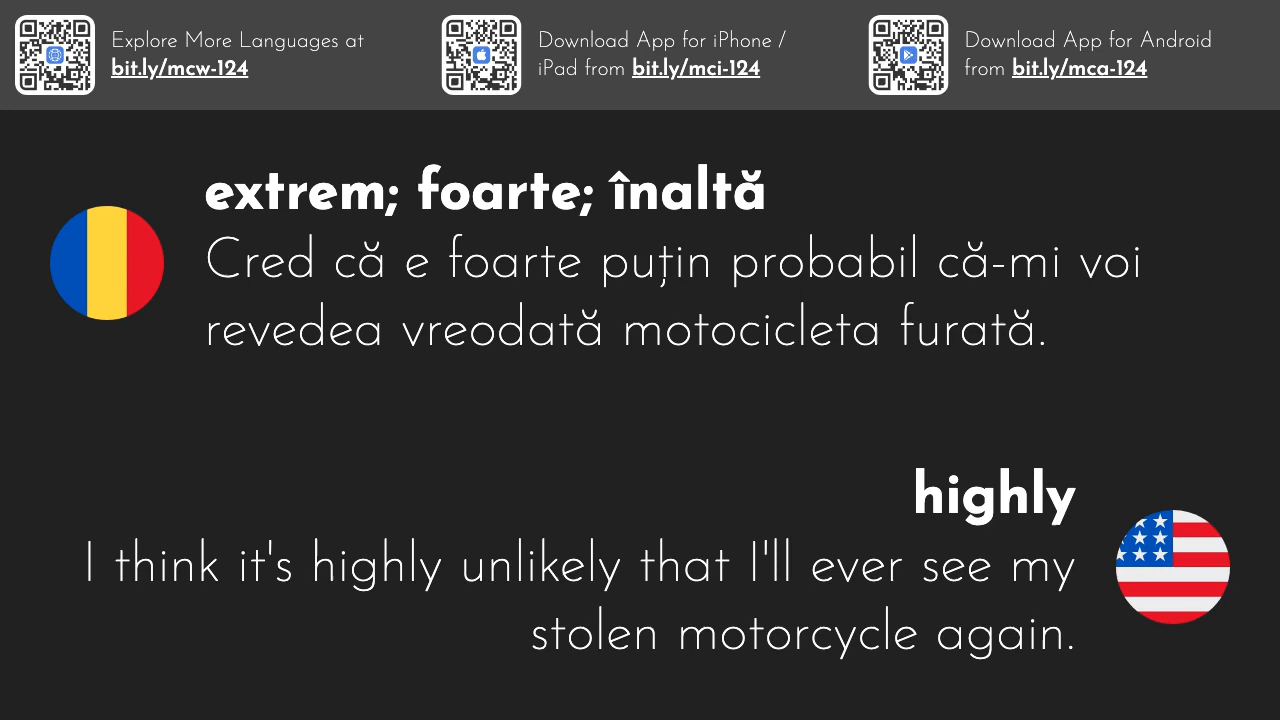 Explore More Languages at
bit.ly/mcw-124
Download App for iPhone /
iPad from bit.ly/mci-124
Download App for Android
from bit.ly/mca-124
extrem; foarte; înaltă
Cred că e foarte puțin probabil că-mi voi
revedea vreodată motocicleta furată.
highly
I think it's highly unlikely that I'll ever see my
stolen motorcycle again.